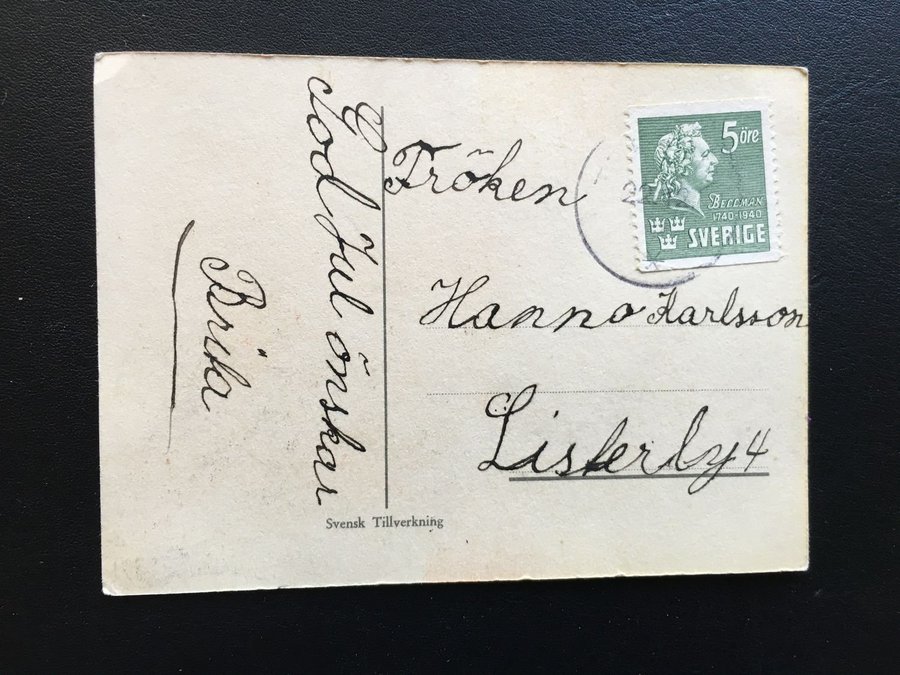 God Jul önskar
Brita
Fröken
Hanna Karlsson
Listerby 4
5 öre
BELLMAN
1740-1940
SVERIGE
Svensk Tillverkning